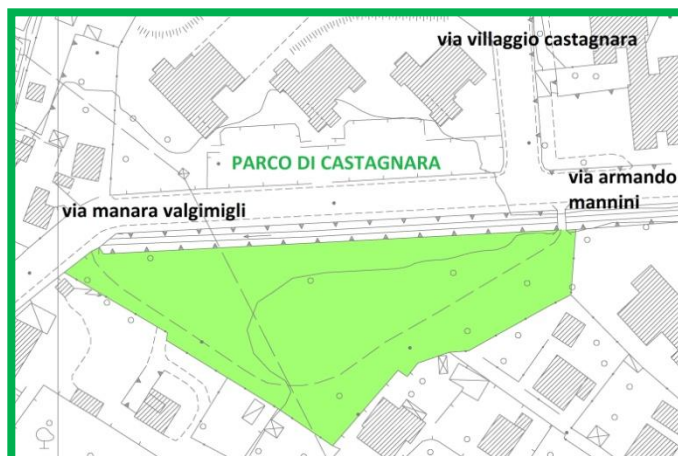 via villaggio castagnara
PARCO DI CASTAGNARA
via armando
mannini
via manara valgimigli